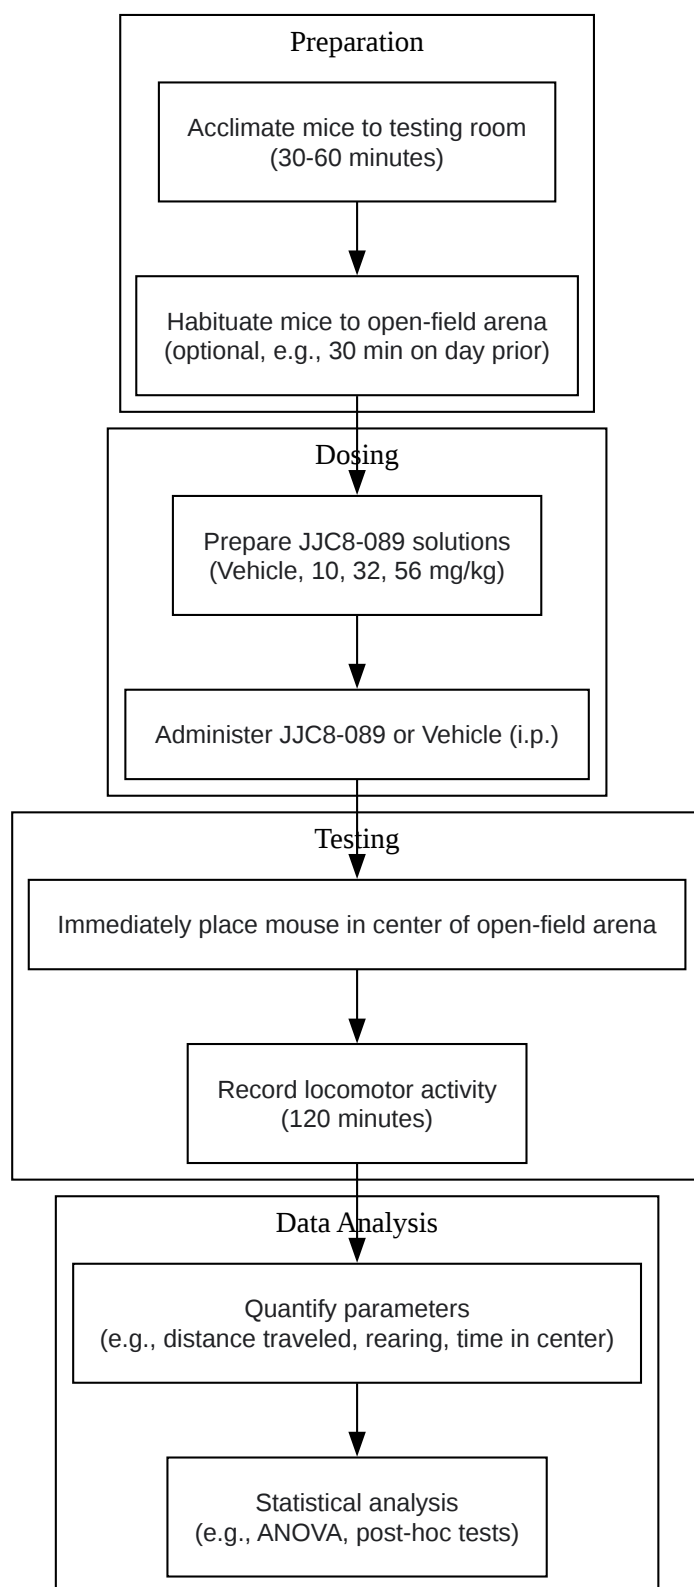 Preparation
Acclimate mice to testing room
(30-60 minutes)
Habituate mice to open-field arena
(optional, e.g., 30 min on day prior)
Dosing
Prepare JJC8-089 solutions
(Vehicle, 10, 32, 56 mg/kg)
Administer JJC8-089 or Vehicle (i.p.)
Testing
Immediately place mouse in center of open-field arena
Record locomotor activity
(120 minutes)
Data Analysis
Quantify parameters
(e.g., distance traveled, rearing, time in center)
Statistical analysis
(e.g., ANOVA, post-hoc tests)